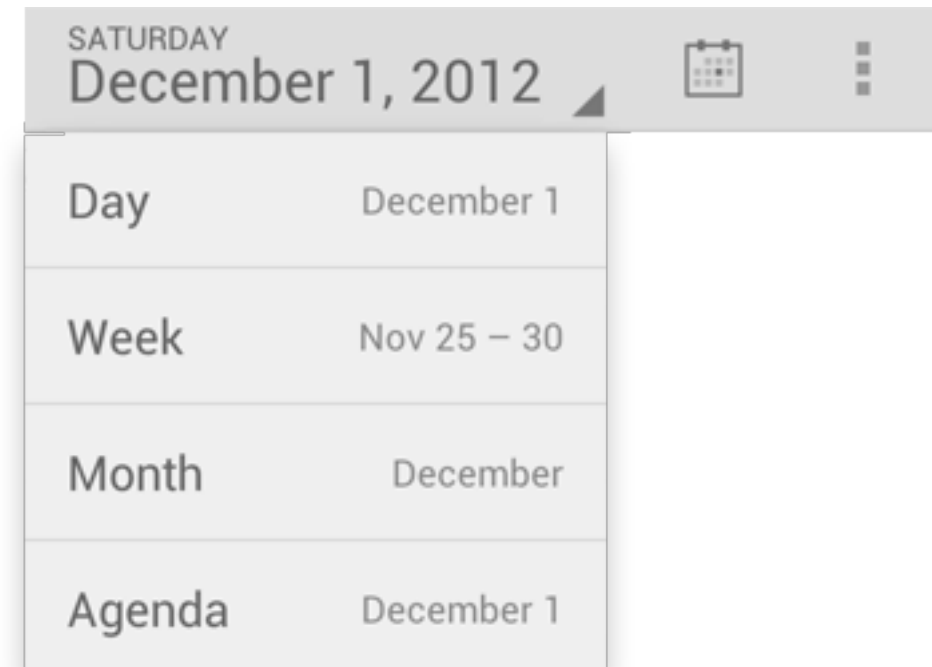 SATURDAY
December 1, 2012
Day December 1
Week Nov 25 – 30
Month December
Agenda December 1